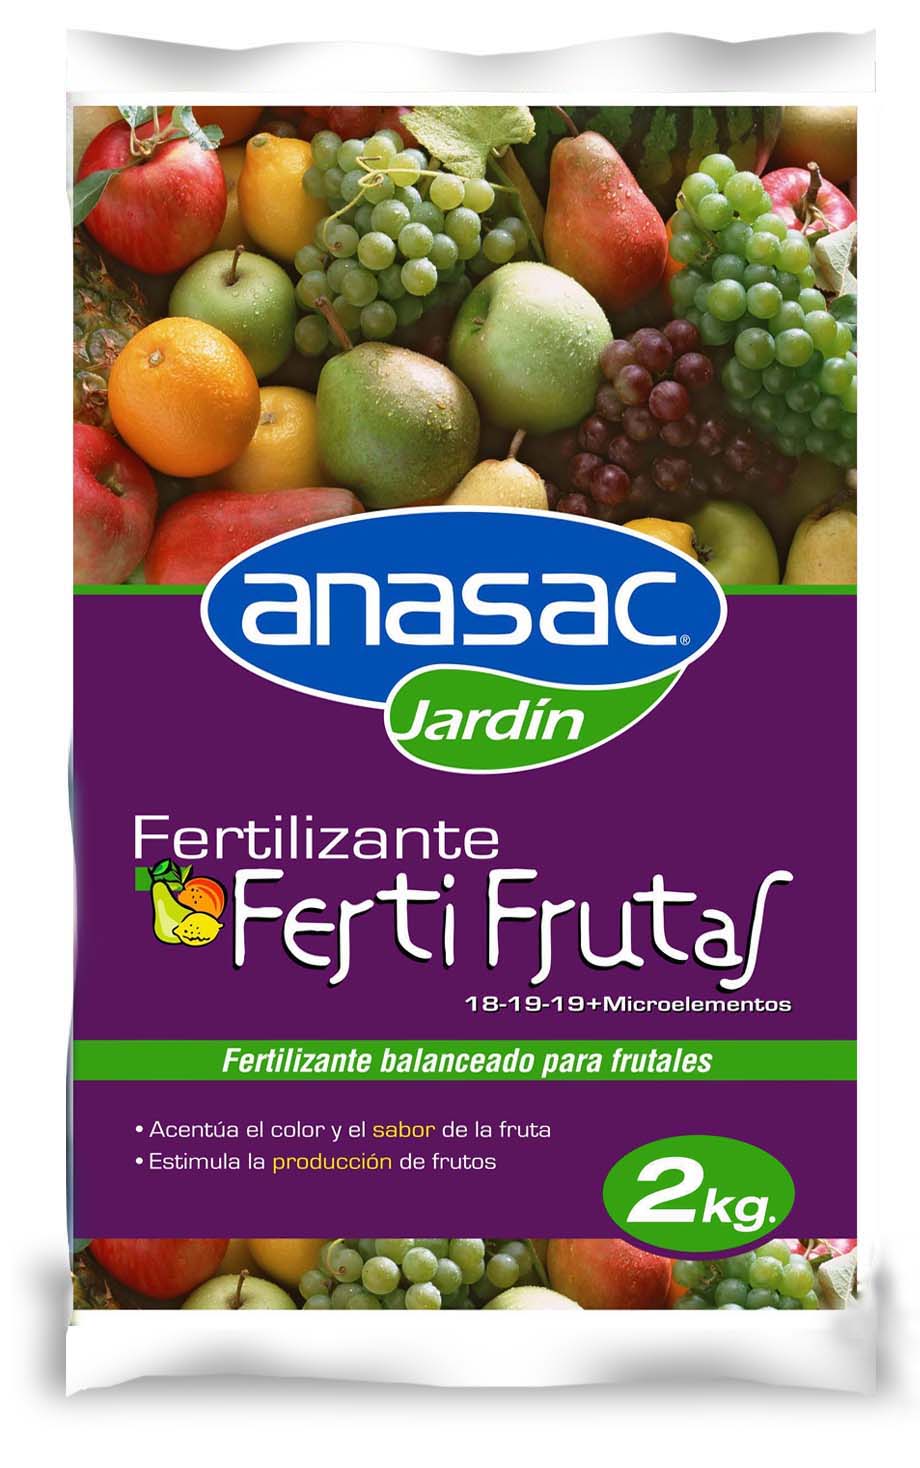 anasac®
Jardín
Fertilizante
Ferti Frutas
18-19-19+Microelementos
Fertilizante balanceado para frutales
• Acentúa el color y el sabor de la fruta
• Estimula la producción de frutos
2kg.